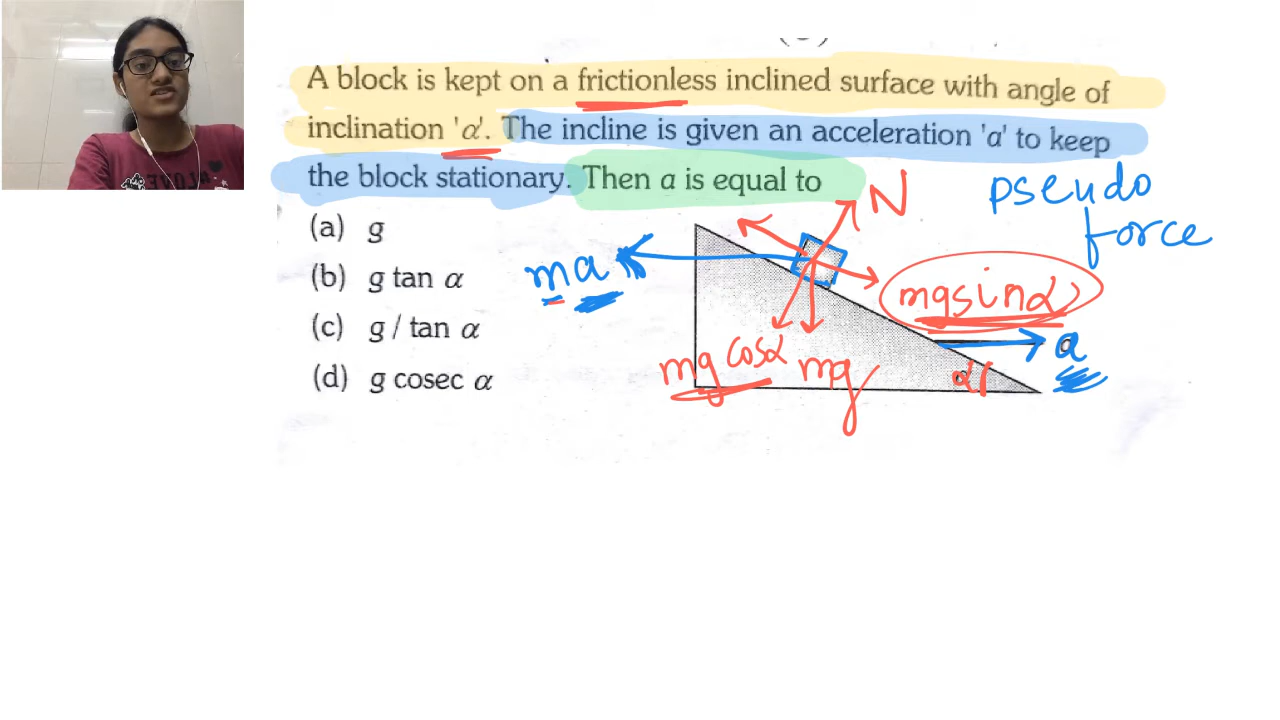 A block is kept on a frictionless inclined surface with angle of
inclination 'α'. The incline is given an acceleration 'a' to keep
the block stationary. Then a is equal to
(a) g
(b) g tan α
(c) g / tan α
(d) g cosec α
pseudo
force
N
ma
mg sinα
mg cosα
mg
α
a